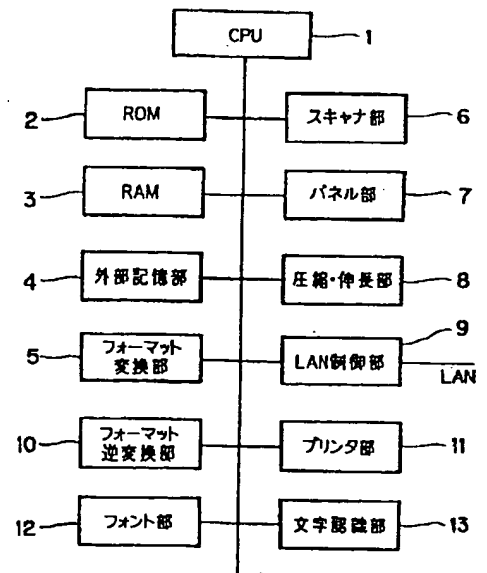 CPU
1
2
ROM
スキャナ部
6
3
RAM
パネル部
7
4
外部記憶部
圧縮・伸長部
8
5
フォーマット
変換部
LAN制御部
9
LAN
10
フォーマット
逆変換部
プリンタ部
11
12
フォント部
文字認識部
13